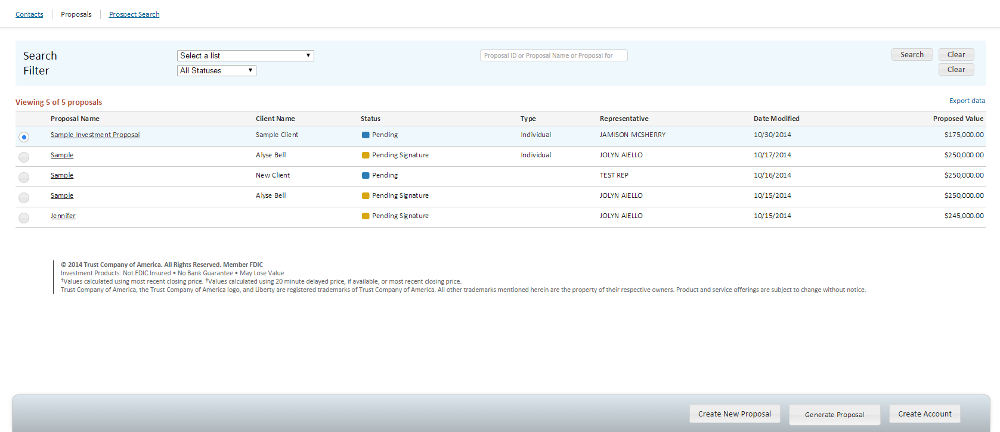 Contacts Proposals Prospect Search
Search Select a list Proposal ID or Proposal Name or Proposal for Search Clear
Filter All Statuses Clear
Viewing 5 of 5 proposals Export data
Proposal Name Client Name Status Type Representative Date Modified Proposed Value
Sample Investment Proposal Sample Client Pending Individual JAMISON MCSHERRY 10/30/2014 $175,000.00
Sample Alyse Bell Pending Signature Individual JOLYN AIELLO 10/17/2014 $250,000.00
Sample New Client Pending TEST REP 10/16/2014 $250,000.00
Sample Alyse Bell Pending Signature JOLYN AIELLO 10/15/2014 $250,000.00
Jennifer Pending Signature JOLYN AIELLO 10/15/2014 $245,000.00
© 2014 Trust Company of America. All Rights Reserved. Member FDIC
Investment Products: Not FDIC Insured • No Bank Guarantee • May Lose Value
†Values calculated using most recent closing price. ‡Values calculated using 20 minute delayed price, if available, or most recent closing price.
Trust Company of America, the Trust Company of America logo, and Liberty are registered trademarks of Trust Company of America. All other trademarks mentioned herein are the property of their respective owners. Product and service offerings are subject to change without notice.
Create New Proposal Generate Proposal Create Account